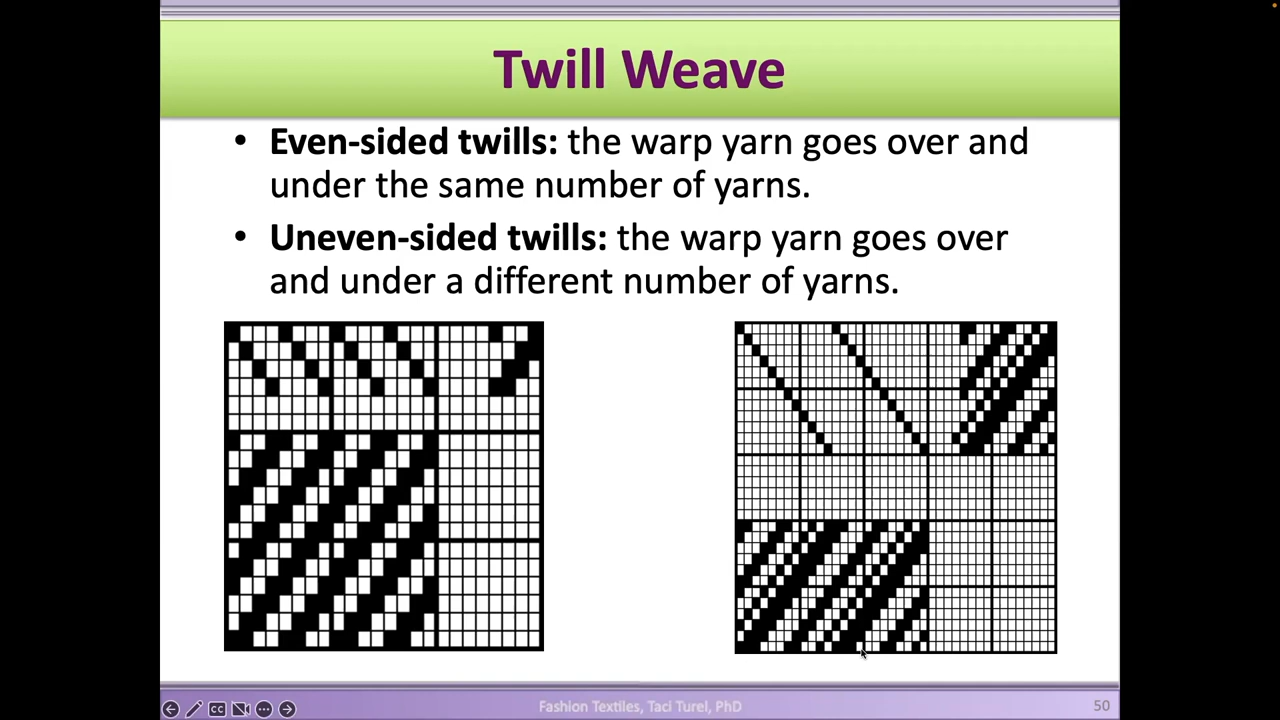 Twill Weave
• Even-sided twills: the warp yarn goes over and
under the same number of yarns.
• Uneven-sided twills: the warp yarn goes over
and under a different number of yarns.
CC
Fashion Textiles, Taci Turel, PhD
50